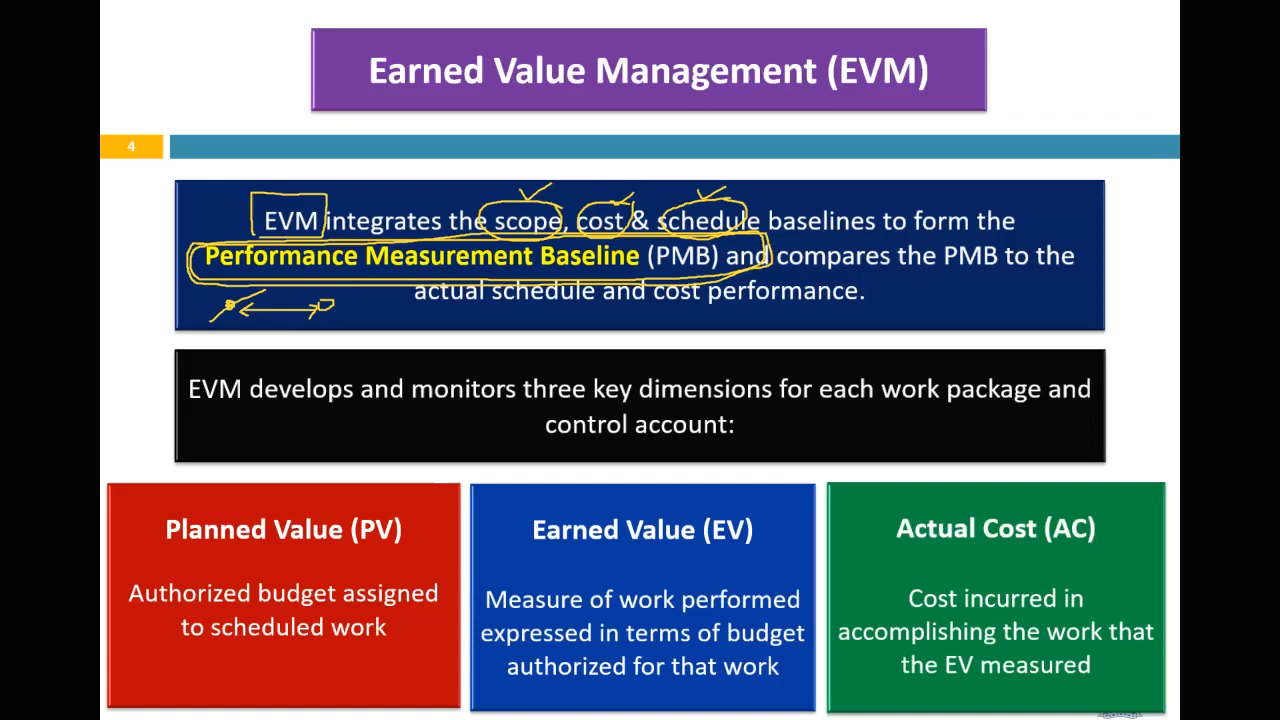 Earned Value Management (EVM)
4
EVM integrates the scope, cost & schedule baselines to form the
Performance Measurement Baseline (PMB) and compares the PMB to the
actual schedule and cost performance.
EVM develops and monitors three key dimensions for each work package and
control account:
Planned Value (PV)
Authorized budget assigned
to scheduled work
Earned Value (EV)
Measure of work performed
expressed in terms of budget
authorized for that work
Actual Cost (AC)
Cost incurred in
accomplishing the work that
the EV measured